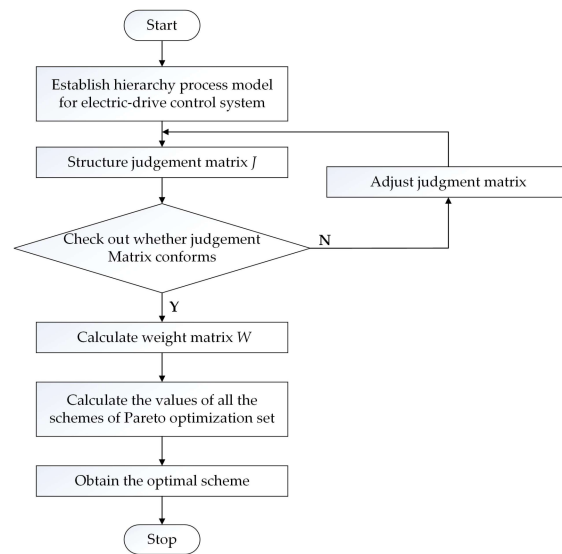 Start
Establish hierarchy process model
for electric-drive control system
Structure judgement matrix J
Adjust judgment matrix
Check out whether judgement
Matrix conforms
N
Y
Calculate weight matrix W
Calculate the values of all the
schemes of Pareto optimization set
Obtain the optimal scheme
Stop